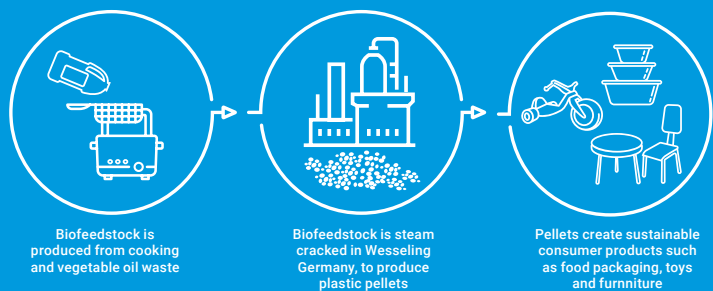 Biofeedstock is
produced from cooking
and vegetable oil waste
Biofeedstock is steam
cracked in Wesseling
Germany, to produce
plastic pellets
Pellets create sustainable
consumer products such
as food packaging, toys
and furnniture